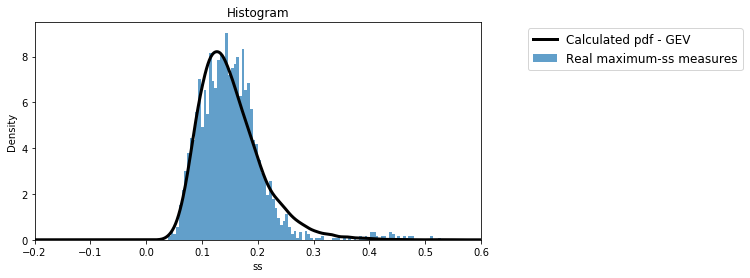 Histogram
Calculated pdf - GEV
Real maximum-ss measures
Density
8
6
4
2
0
−0.2 −0.1 0.0 0.1 0.2 0.3 0.4 0.5 0.6
ss